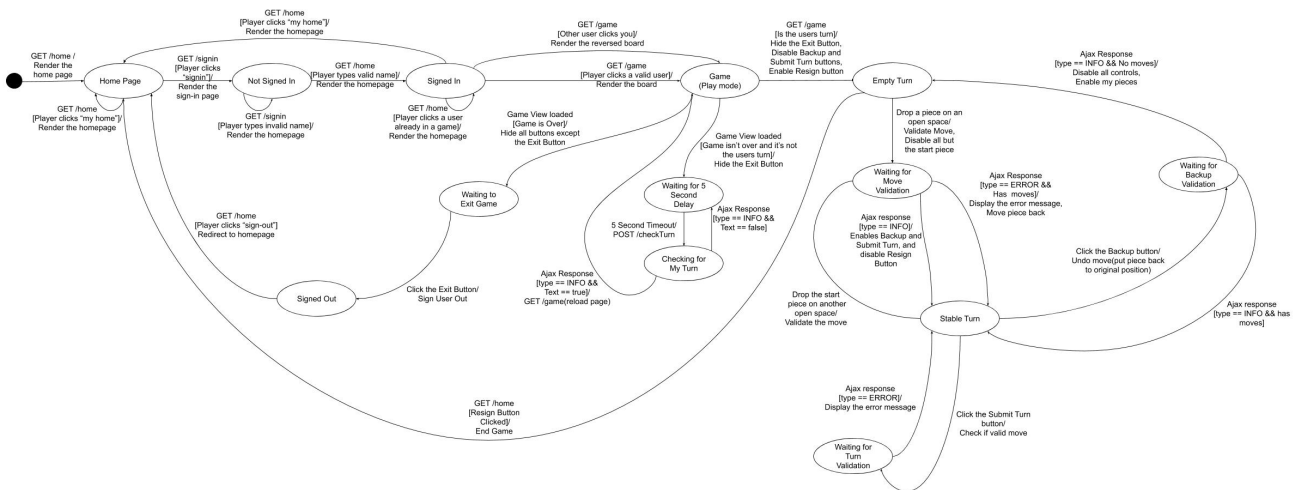 GET /home /
Render the
home page
Home Page
GET /home
[Player clicks “my home”]/
Render the homepage
GET /signin
[Player clicks
“signin”]/
Render the
sign-in page
Not Signed In
GET /signin
[Player types invalid name]/
Render the homepage
GET /home
[Player clicks “my home”]/
Render the homepage
GET /home
[Player types valid name]/
Render the homepage
Signed In
GET /home
[Player clicks a user
already in a game]/
Render the homepage
GET /game
[Other user clicks you]/
Render the reversed board
GET /game
[Player clicks a valid user]/
Render the board
Game
(Play mode)
GET /game
[Is the users turn]/
Hide the Exit Button,
Disable Backup and
Submit Turn buttons,
Enable Resign button
Empty Turn
Ajax Response
[type == INFO && No moves]/
Disable all controls,
Enable my pieces
Game View loaded
[Game is Over]/
Hide all buttons except
the Exit Button
Game View loaded
[Game isn’t over and it’s not
the users turn]/
Hide the Exit Button
Drop a piece on an
open space/
Validate Move,
Disable all but
the start piece
Waiting to
Exit Game
Waiting for 5
Second
Delay
Waiting for
Move
Validation
Ajax Response
[type == ERROR &&
Has moves]/
Display the error message,
Move piece back
Waiting for
Backup
Validation
GET /home
[Player clicks “sign-out”]
Redirect to homepage
5 Second Timeout/
POST /checkTurn
Ajax Response
[type == INFO &&
Text == false]
Checking for
My Turn
Ajax response
[type == INFO]/
Enables Backup and
Submit Turn, and
disable Resign
Button
Click the Backup button/
Undo move(put piece back
to original position)
Signed Out
Click the Exit Button/
Sign User Out
Ajax Response
[type == INFO &&
Text == true]/
GET /game(reload page)
Drop the start
piece on another
open space/
Validate the move
Stable Turn
Ajax response
[type == INFO && has
moves]
GET /home
[Resign Button
Clicked]/
End Game
Ajax response
[type == ERROR]/
Display the error message
Click the Submit Turn
button/
Check if valid move
Waiting for
Turn
Validation